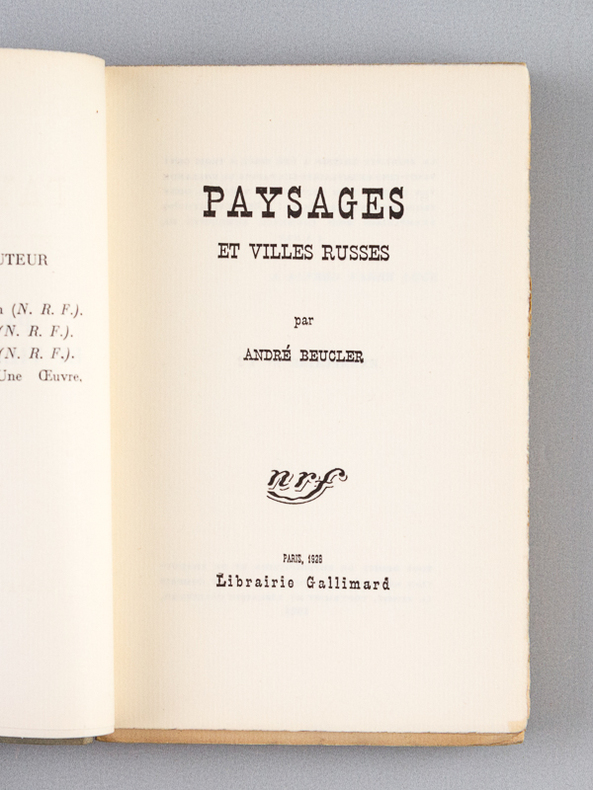 UTEUR
(N. R. F.).
(N. R. F.).
(N. R. F.).
Une Œuvre.
PAYSAGES
ET VILLES RUSSES
par
ANDRÉ BEUCLER
nrf
PARIS, 1928
Librairie Gallimard